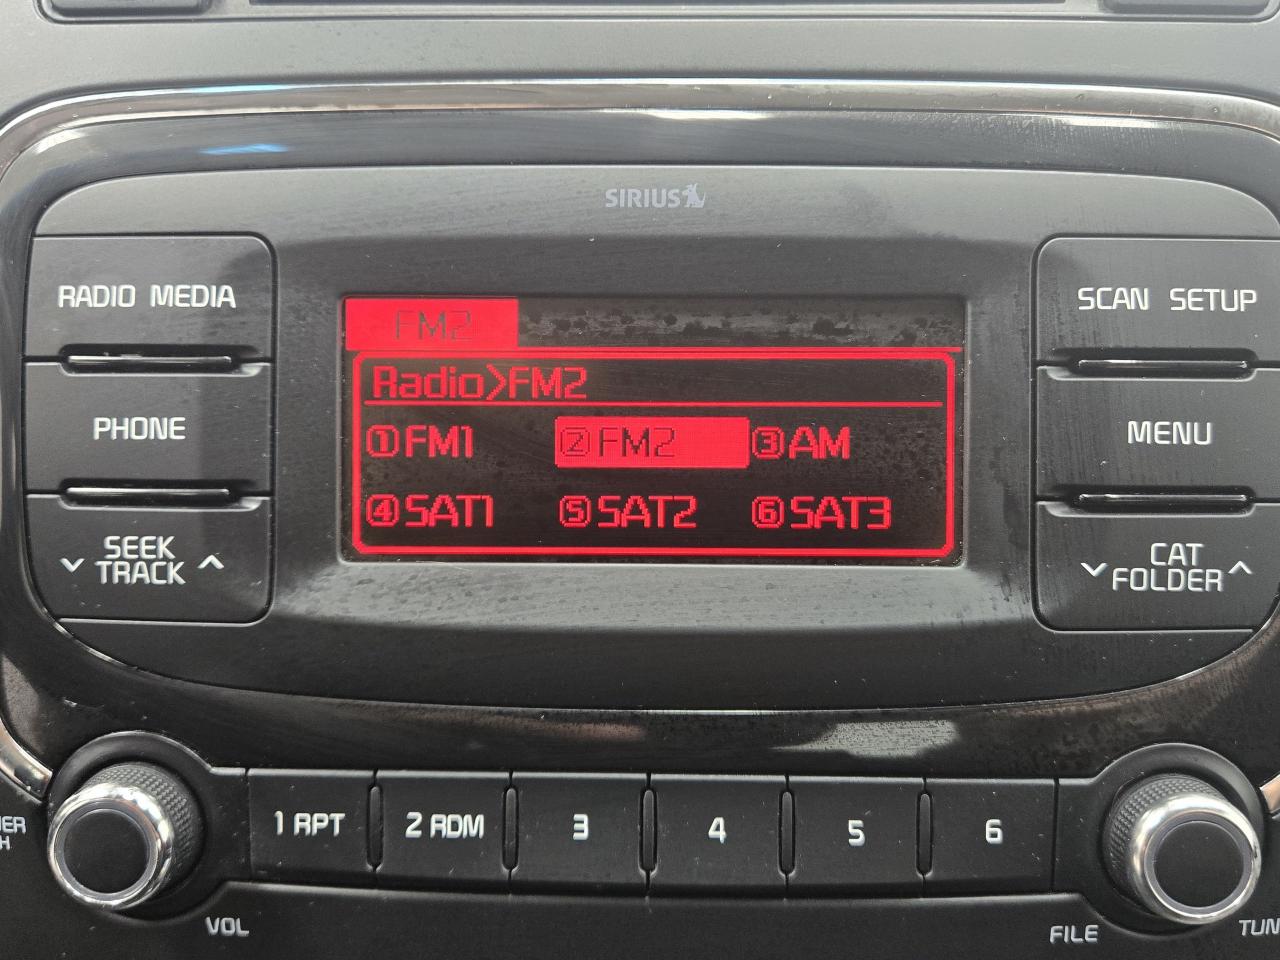 SIRIUS
RADIO MEDIA
SCAN SETUP
FM2
Radio>FM2
①FM1 ②FM2 ③AM
④SAT1 ⑤SAT2 ⑥SAT3
PHONE
MENU
SEEK
TRACK
CAT
FOLDER
1 RPT
2 RDM
3
4
5
6
VOL
FILE